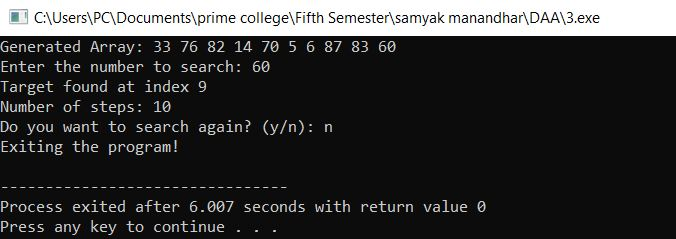 C:\Users\PC\Documents\prime college\Fifth Semester\samyak manandhar\DAA\3.exe
Generated Array: 33 76 82 14 70 5 6 87 83 60
Enter the number to search: 60
Target found at index 9
Number of steps: 10
Do you want to search again? (y/n): n
Exiting the program!
--------------------------------
Process exited after 6.007 seconds with return value 0
Press any key to continue . . .